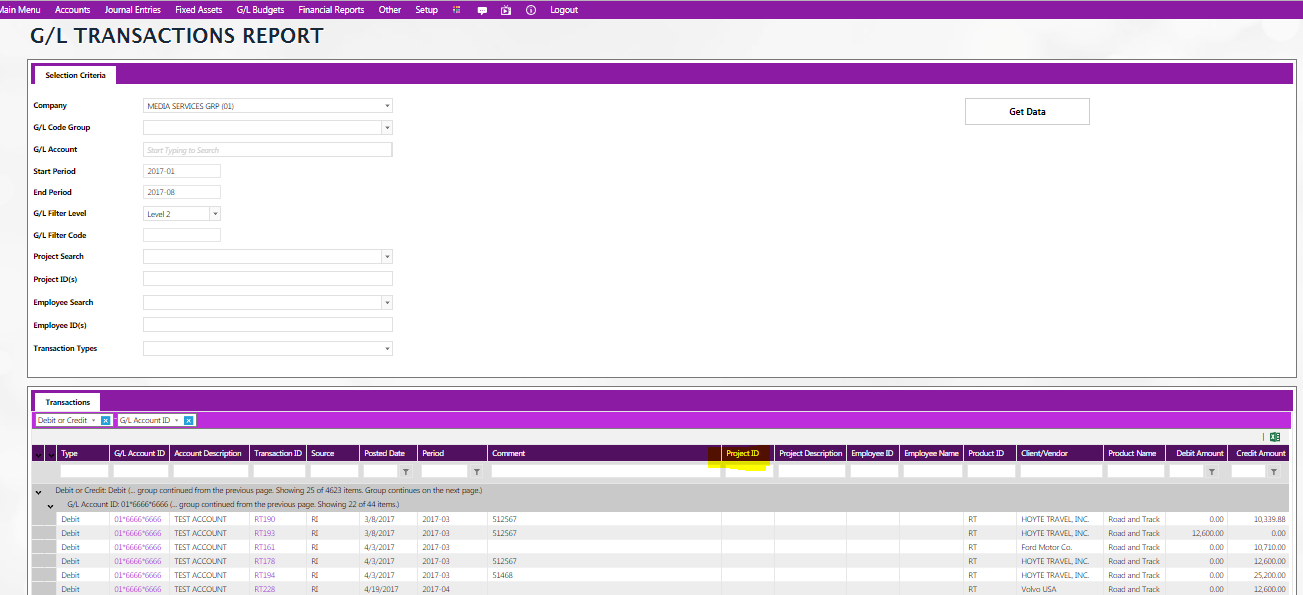 Main Menu Accounts Journal Entries Fixed Assets G/L Budgets Financial Reports Other Setup Logout
G/L TRANSACTIONS REPORT
Selection Criteria
Company MEDIA SERVICES GRP (01) Get Data
G/L Code Group
G/L Account Start Typing to Search
Start Period 2017-01
End Period 2017-08
G/L Filter Level Level 2
G/L Filter Code
Project Search
Project ID(s)
Employee Search
Employee ID(s)
Transaction Types
Transactions
Debit or Credit G/L Account ID
Type G/L Account ID Account Description Transaction ID Source Posted Date Period Comment Project ID Project Description Employee ID Employee Name Product ID Client/Vendor Product Name Debit Amount Credit Amount
Debit or Credit: Debit (... group continued from the previous page. Showing 25 of 4623 items. Group continues on the next page.)
G/L Account ID: 01*6666*6666 (... group continued from the previous page. Showing 22 of 44 items.)
Debit 01*6666*6666 TEST ACCOUNT RT190 RI 3/8/2017 2017-03 512567 RT HOYTE TRAVEL, INC. Road and Track 0.00 10,339.88
Debit 01*6666*6666 TEST ACCOUNT RT193 RI 3/8/2017 2017-03 512567 RT HOYTE TRAVEL, INC. Road and Track 12,600.00 0.00
Debit 01*6666*6666 TEST ACCOUNT RT161 RI 4/3/2017 2017-03 RT Ford Motor Co. Road and Track 0.00 10,710.00
Debit 01*6666*6666 TEST ACCOUNT RT178 RI 4/3/2017 2017-03 512567 RT HOYTE TRAVEL, INC. Road and Track 0.00 12,600.00
Debit 01*6666*6666 TEST ACCOUNT RT194 RI 4/3/2017 2017-03 51468 RT HOYTE TRAVEL, INC. Road and Track 0.00 25,200.00
Debit 01*6666*6666 TEST ACCOUNT RT228 RI 4/19/2017 2017-04 RT Volvo USA Road and Track 0.00 12,600.00